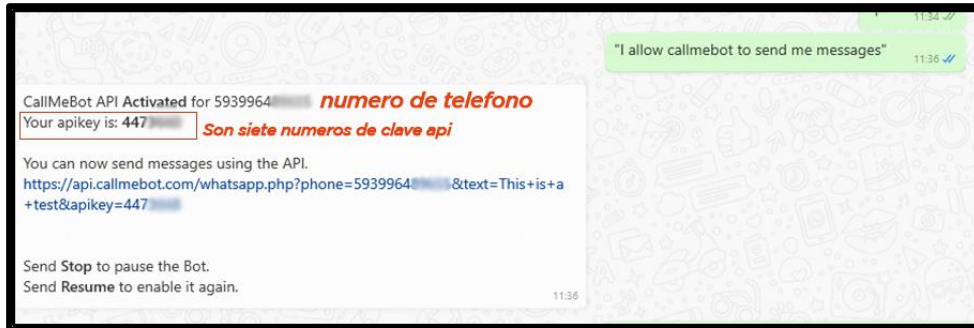 11:34
"I allow callmebot to send me messages"
11:36
CallMeBot API Activated for 5939964 numero de telefono
Your apikey is: 447 Son siete numeros de clave api
You can now send messages using the API.
https://api.callmebot.com/whatsapp.php?phone=5939964 &text=This+is+a
+test&apikey=447
Send Stop to pause the Bot.
Send Resume to enable it again.
11:36